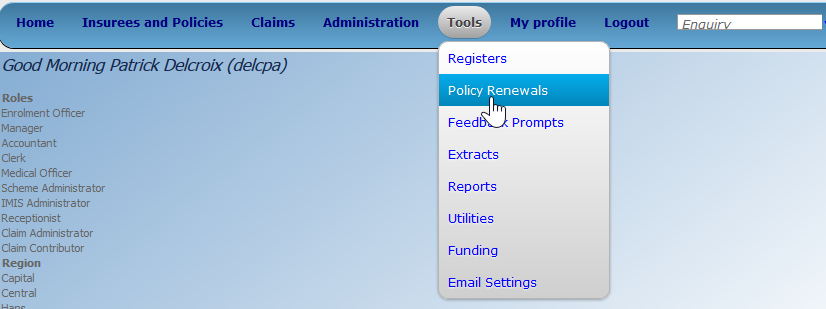 Home Insurees and Policies Claims Administration Tools My profile Logout Enquiry
Good Morning Patrick Delcroix (delcpa)
Roles
Enrolment Officer
Manager
Accountant
Clerk
Medical Officer
Scheme Administrator
IMIS Administrator
Receptionist
Claim Administrator
Claim Contributor
Region
Capital
Central
Registers
Policy Renewals
Feedback Prompts
Extracts
Reports
Utilities
Funding
Email Settings